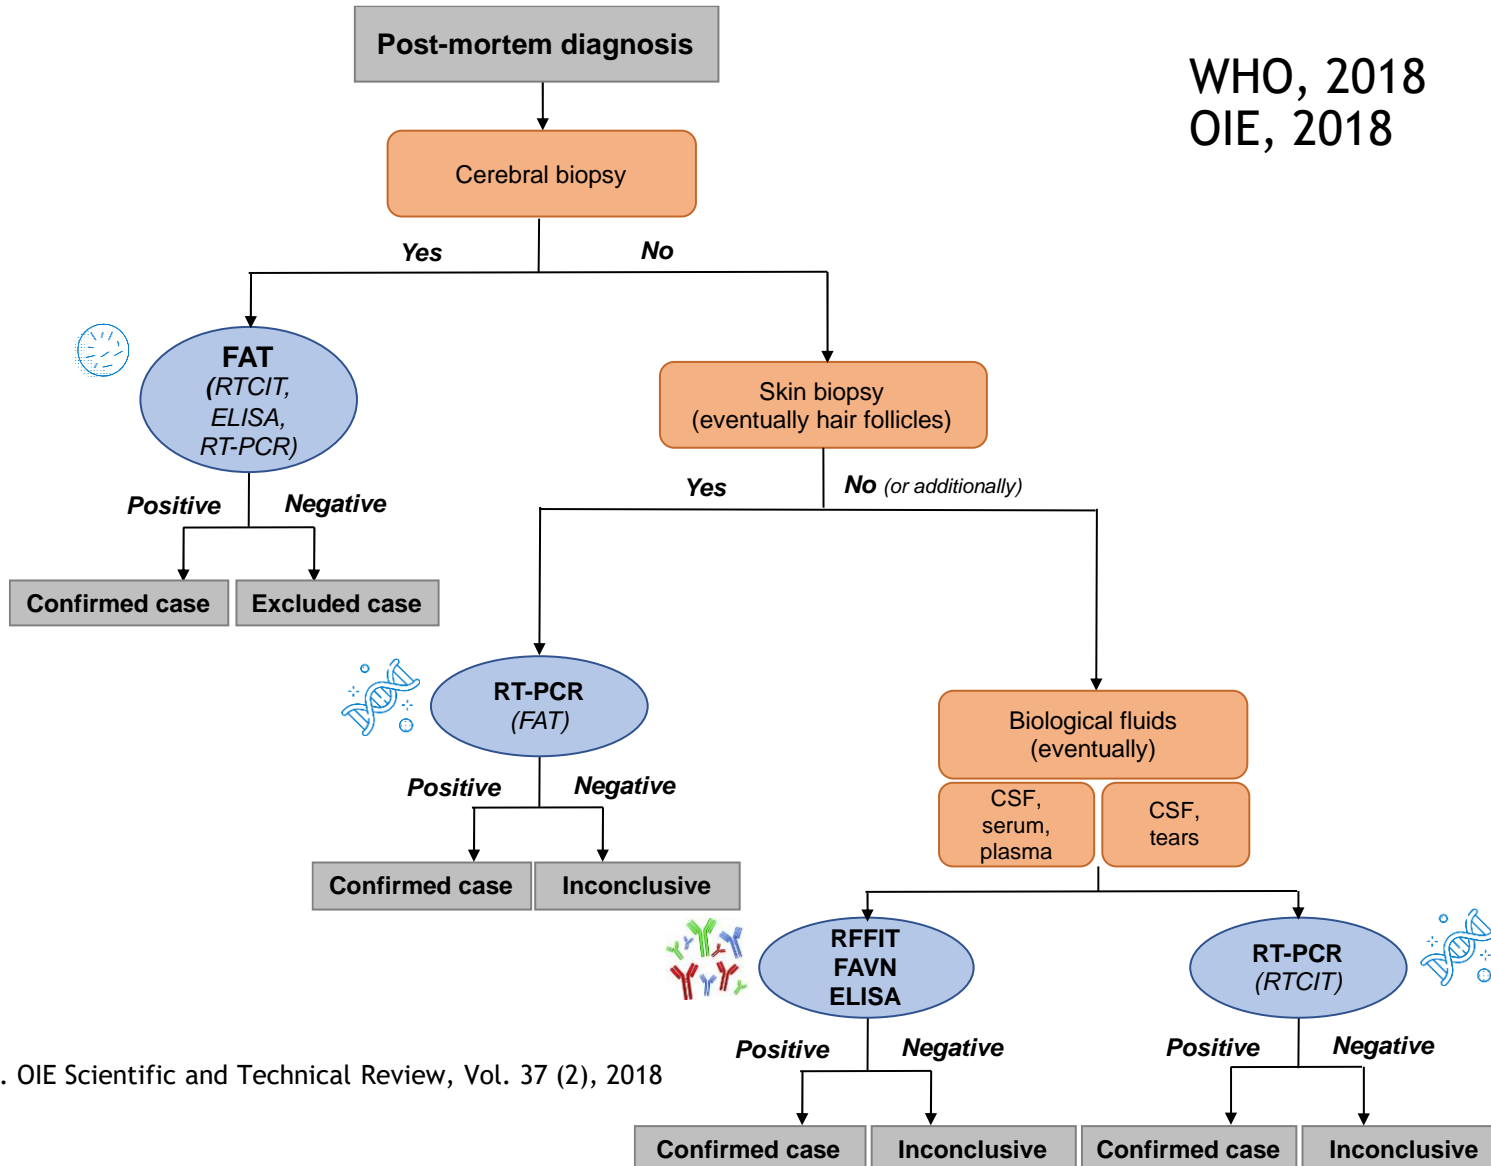 Post-mortem diagnosis
WHO, 2018
OIE, 2018
Cerebral biopsy
Yes
No
FAT
(RTCIT,
ELISA,
RT-PCR)
Skin biopsy
(eventually hair follicles)
Positive
Negative
Yes
No (or additionally)
Confirmed case
Excluded case
RT-PCR
(FAT)
Biological fluids
(eventually)
Positive
Negative
CSF,
serum,
plasma
CSF,
tears
Confirmed case
Inconclusive
RFFIT
FAVN
ELISA
RT-PCR
(RTCIT)
Positive
Negative
Positive
Negative
. OIE Scientific and Technical Review, Vol. 37 (2), 2018
Confirmed case
Inconclusive
Confirmed case
Inconclusive